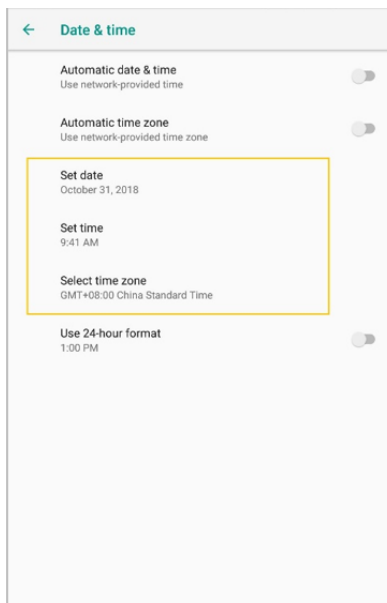 Date & time
Automatic date & time
Use network-provided time
Automatic time zone
Use network-provided time zone
Set date
October 31, 2018
Set time
9:41 AM
Select time zone
GMT+08:00 China Standard Time
Use 24-hour format
1:00 PM